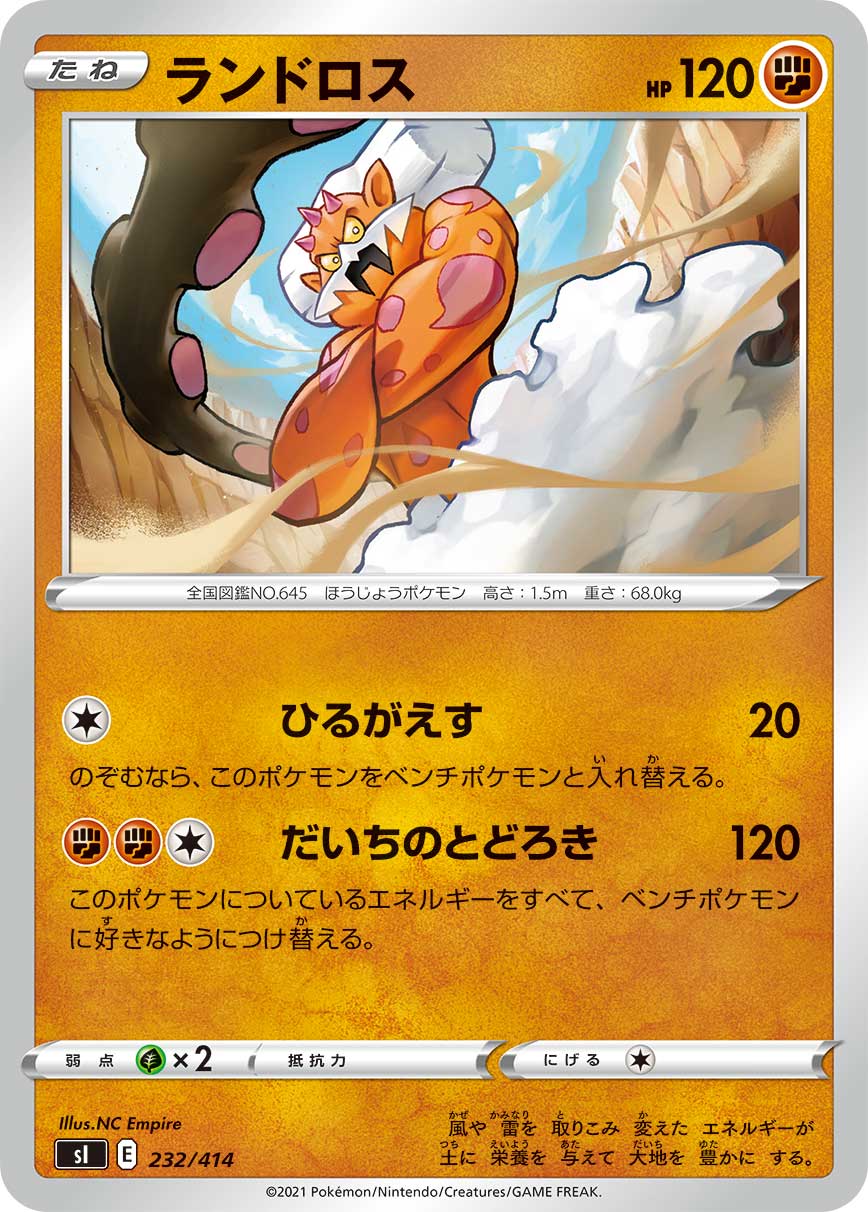 たね ランドロス HP 120
全国図鑑NO.645 ほうじょうポケモン 高さ：1.5m 重さ：68.0kg
ひるがえす 20
のぞむなら、このポケモンをベンチポケモンと入れ替える。
だいちのとどろき 120
このポケモンについているエネルギーをすべて、ベンチポケモン
に好きなようにつけ替える。
弱点 ×2 抵抗力 にげる
Illus.NC Empire
風や 雷を 取りこみ 変えた エネルギーが
土に 栄養を 与えて 大地を 豊かに する。
sI E 232/414
©2021 Pokémon/Nintendo/Creatures/GAME FREAK.